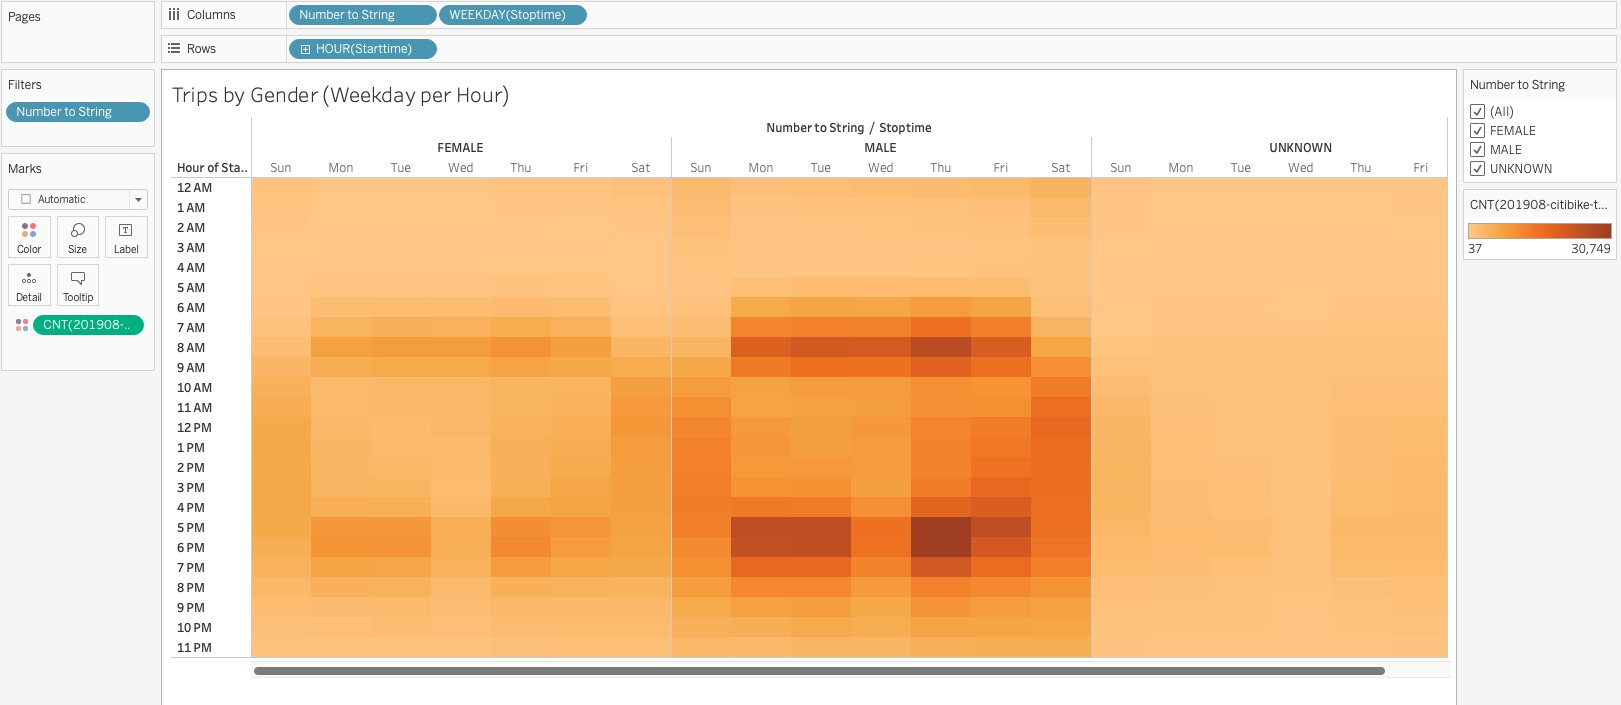 Pages
Columns
Number to String
WEEKDAY(Stoptime)
Rows
HOUR(Starttime)
Filters
Number to String
Marks
Automatic
Color
Size
Label
Detail
Tooltip
CNT(201908-..
Trips by Gender (Weekday per Hour)
Number to String / Stoptime
FEMALE MALE UNKNOWN
Hour of Sta.. Sun Mon Tue Wed Thu Fri Sat Sun Mon Tue Wed Thu Fri Sat Sun Mon Tue Wed Thu Fri
12 AM
1 AM
2 AM
3 AM
4 AM
5 AM
6 AM
7 AM
8 AM
9 AM
10 AM
11 AM
12 PM
1 PM
2 PM
3 PM
4 PM
5 PM
6 PM
7 PM
8 PM
9 PM
10 PM
11 PM
Number to String
(All)
FEMALE
MALE
UNKNOWN
CNT(201908-citibike-t...
37 30,749